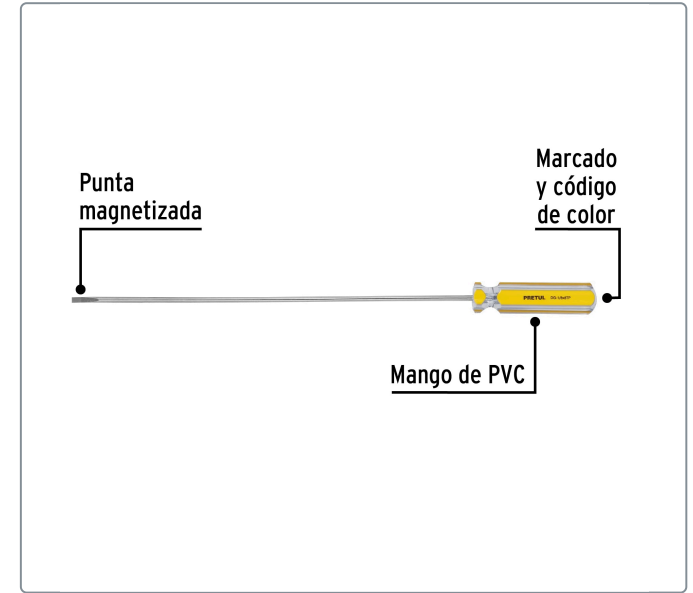 Marcado
y código
de color
Punta
magnetizada
PRETUL
Mango de PVC